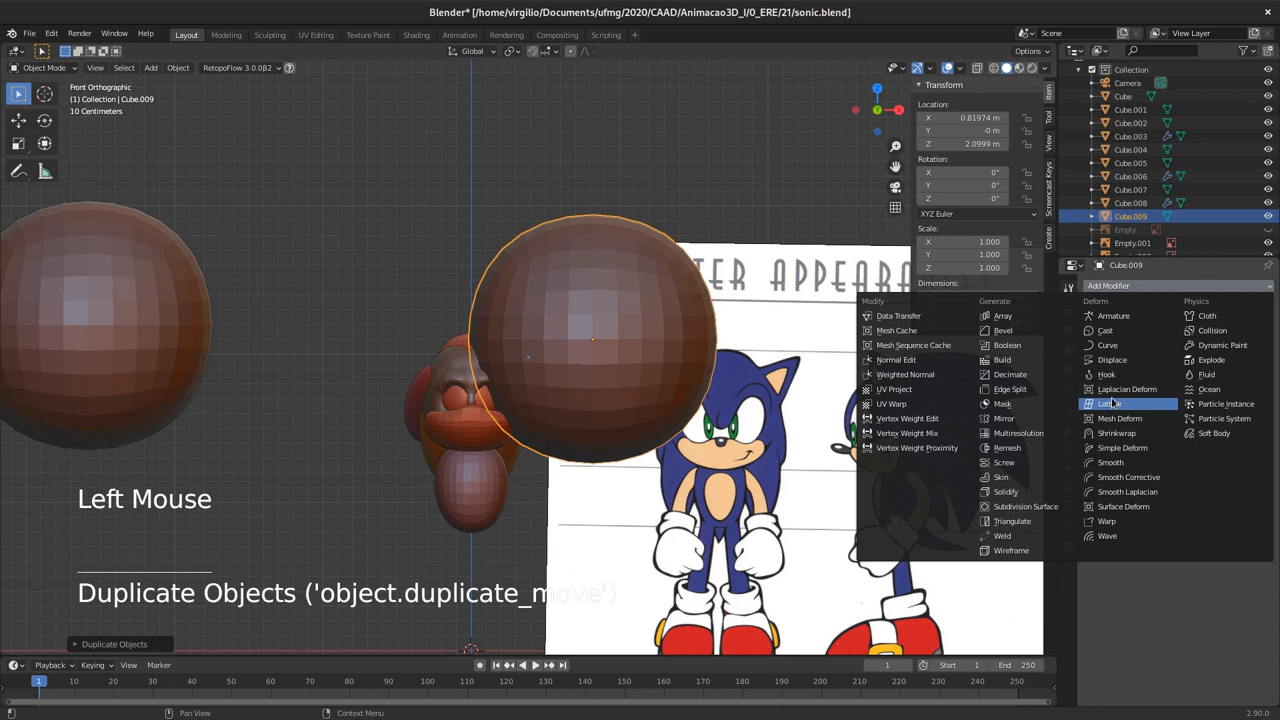 Blender* [/home/virgilio/Documents/ufmg/2020/CAAD/Animacao3D_I/0_ERE/21/sonic.blend]
File Edit Render Window Help Layout Modeling Sculpting UV Editing Texture Paint Shading Animation Rendering Compositing Scripting + Scene View Layer
Global Options
Object Mode View Select Add Object RetopoFlow 3.0.0β2
Front Orthographic
(1) Collection | Cube.009
10 Centimeters
Z
X
Y
Transform
Location:
X 0.81974 m
Y -0 m
Z 2.0999 m
Rotation:
X 0°
Y 0°
Z 0°
XYZ Euler
Scale:
X 1.000
Y 1.000
Z 1.000
Dimensions:
Item
Tool
View
Screencast Keys
Create
Collection
Camera
Cube
Cube.001
Cube.002
Cube.003
Cube.004
Cube.005
Cube.006
Cube.007
Cube.008
Cube.009
Empty
Empty.001
Cube.009
Add Modifier
TER APPEARA
Modify
Data Transfer
Mesh Cache
Mesh Sequence Cache
Normal Edit
Weighted Normal
UV Project
UV Warp
Vertex Weight Edit
Vertex Weight Mix
Vertex Weight Proximity
Generate
Array
Bevel
Boolean
Build
Decimate
Edge Split
Mask
Mirror
Multiresolution
Remesh
Screw
Skin
Solidify
Subdivision Surface
Triangulate
Weld
Wireframe
Deform
Armature
Cast
Curve
Displace
Hook
Laplacian Deform
Mesh Deform
Shrinkwrap
Simple Deform
Smooth
Smooth Corrective
Smooth Laplacian
Surface Deform
Warp
Wave
Physics
Cloth
Collision
Dynamic Paint
Explode
Fluid
Ocean
Particle Instance
Particle System
Soft Body
Left Mouse
Duplicate Objects ('object.duplicate_move')
Duplicate Objects
Playback Keying View Marker 1 Start 1 End 250
1 10 20 30 40 50 60 70 80 90 100 110 120 130 140 150 160 170 180 190 200 210 220 230 240 250
Pan View Context Menu 2.90.0